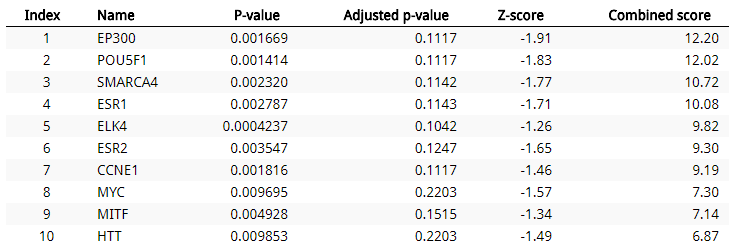 Index Name P-value Adjusted p-value Z-score Combined score
1 EP300 0.001669 0.1117 -1.91 12.20
2 POU5F1 0.001414 0.1117 -1.83 12.02
3 SMARCA4 0.002320 0.1142 -1.77 10.72
4 ESR1 0.002787 0.1143 -1.71 10.08
5 ELK4 0.0004237 0.1042 -1.26 9.82
6 ESR2 0.003547 0.1247 -1.65 9.30
7 CCNE1 0.001816 0.1117 -1.46 9.19
8 MYC 0.009695 0.2203 -1.57 7.30
9 MITF 0.004928 0.1515 -1.34 7.14
10 HTT 0.009853 0.2203 -1.49 6.87